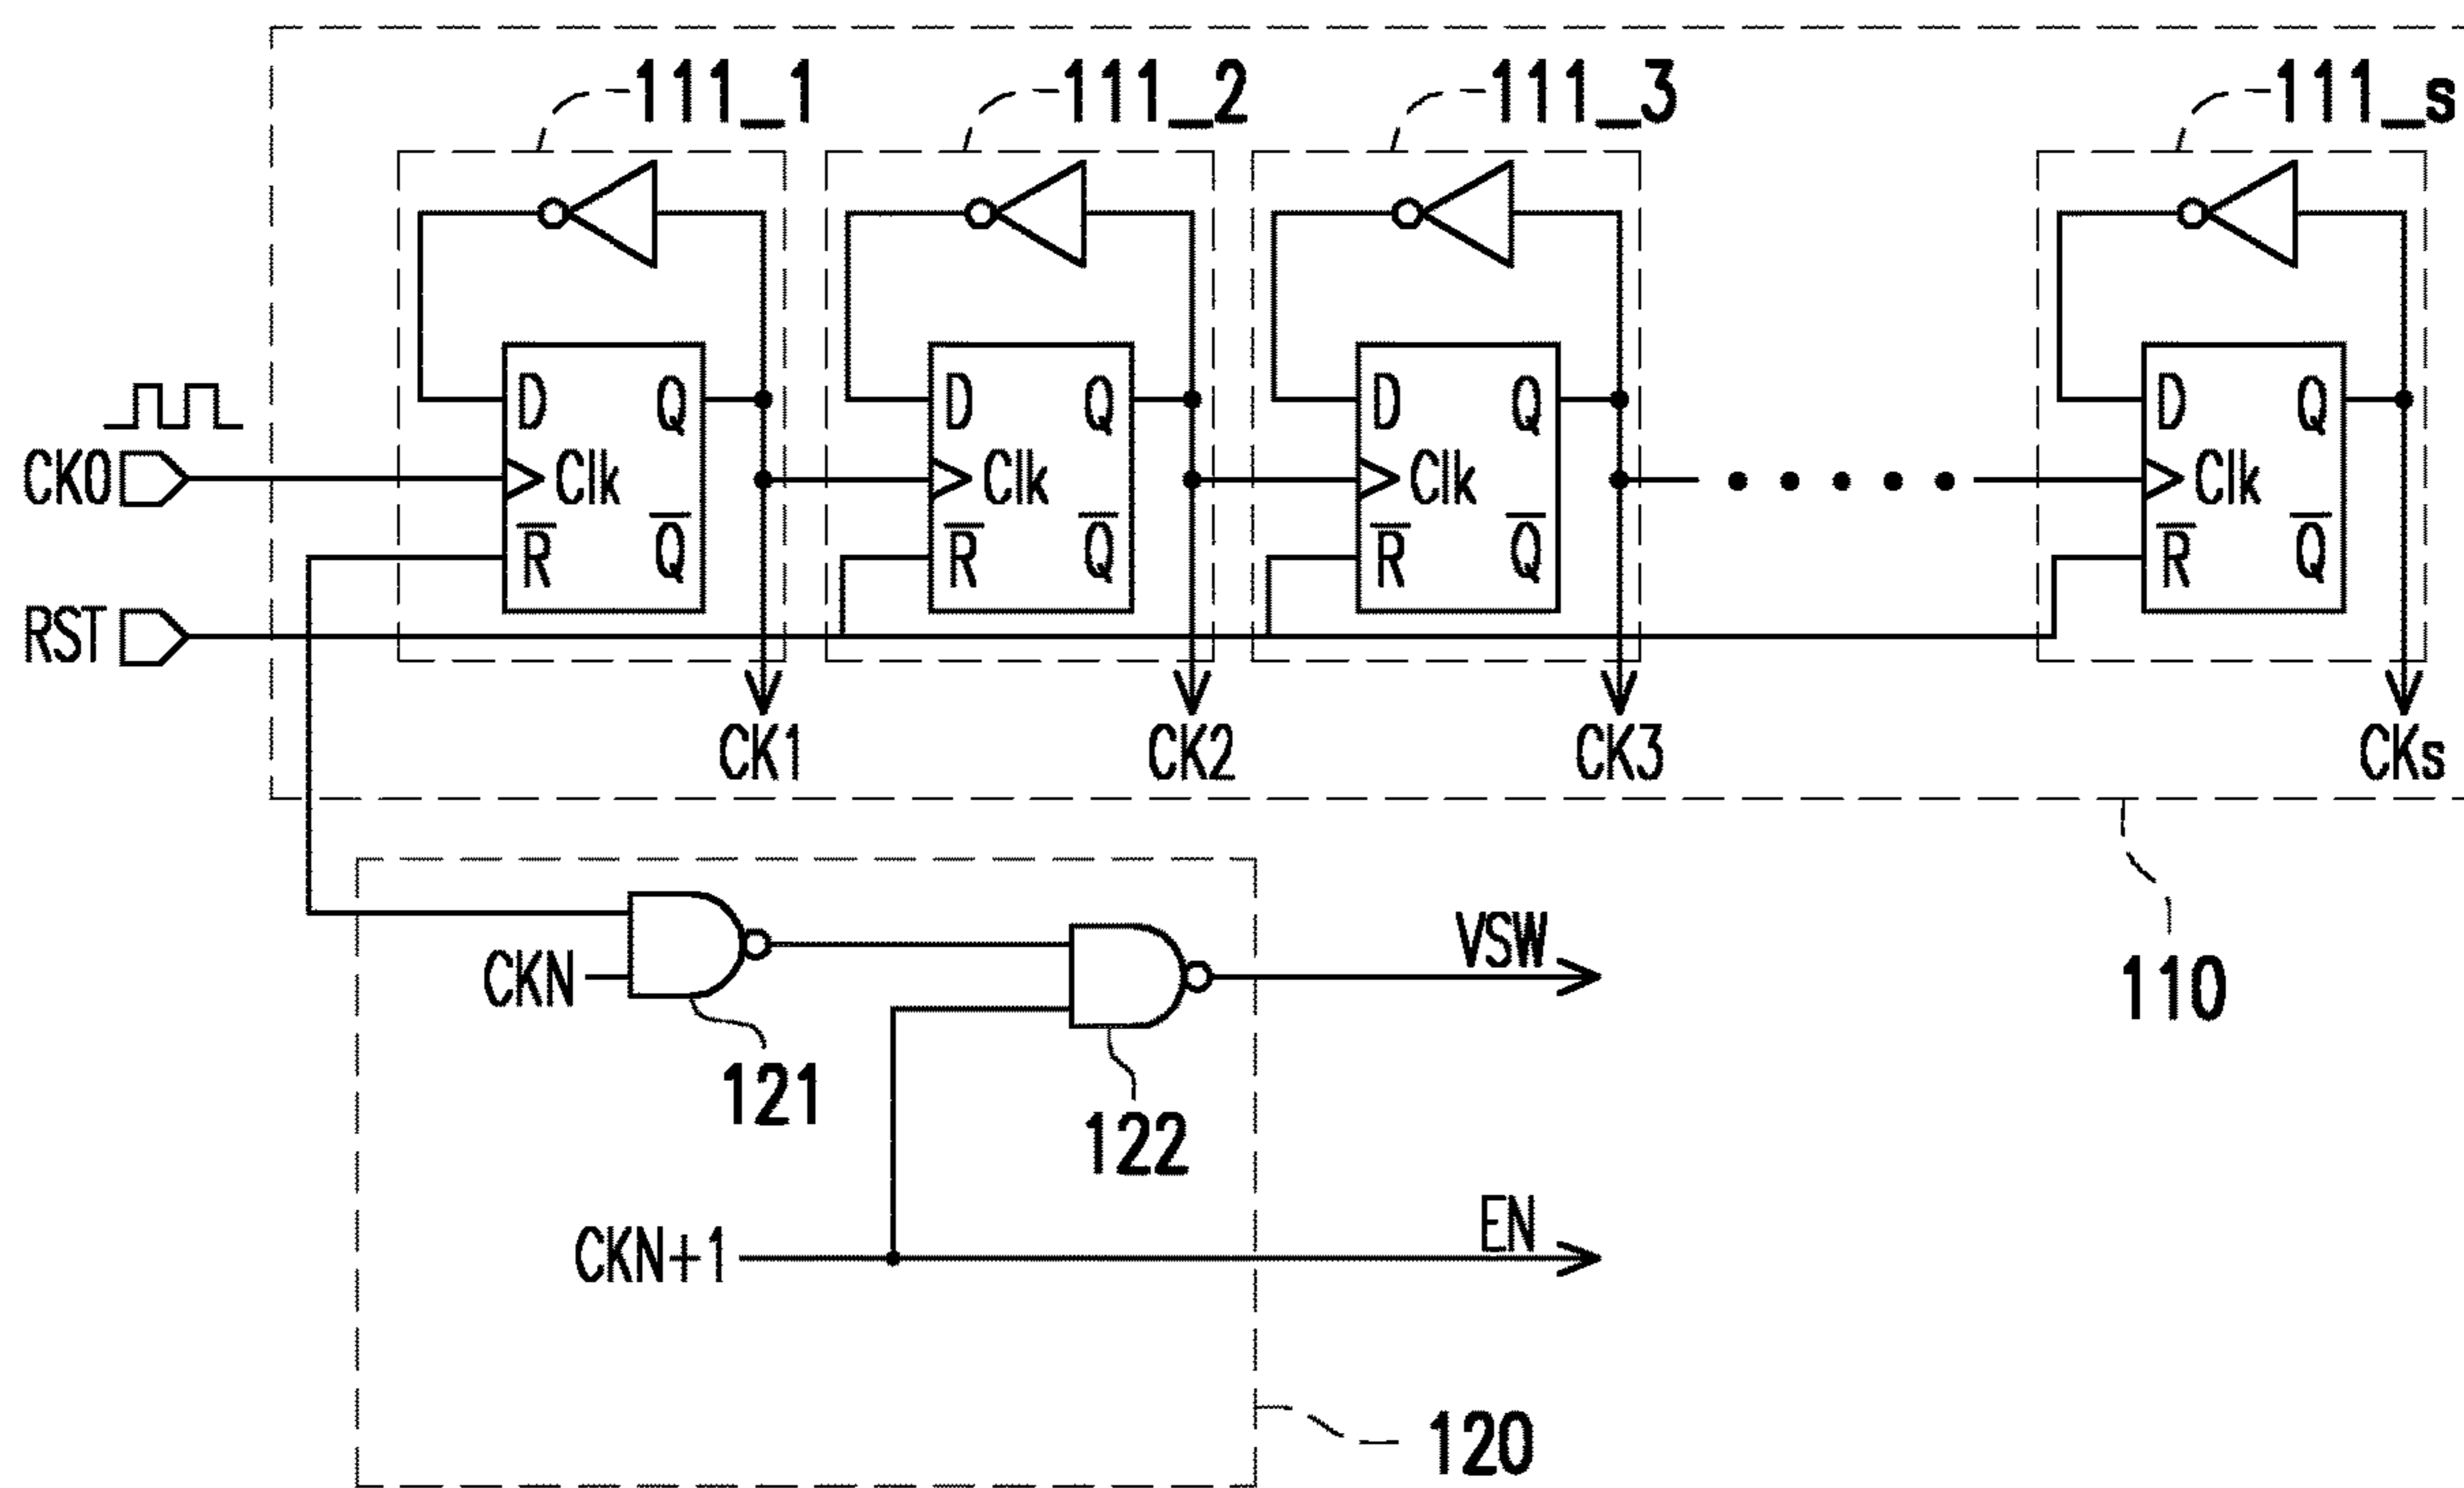 111_1 111_2 111_3 111_s
D Q D Q D Q D Q
CK0 Clk Clk Clk Clk
R̅ Q̅ R̅ Q̅ R̅ Q̅ R̅ Q̅
RST
CK1 CK2 CK3 CKs
VSW
CKN
110
121
122
EN
CKN+1
120